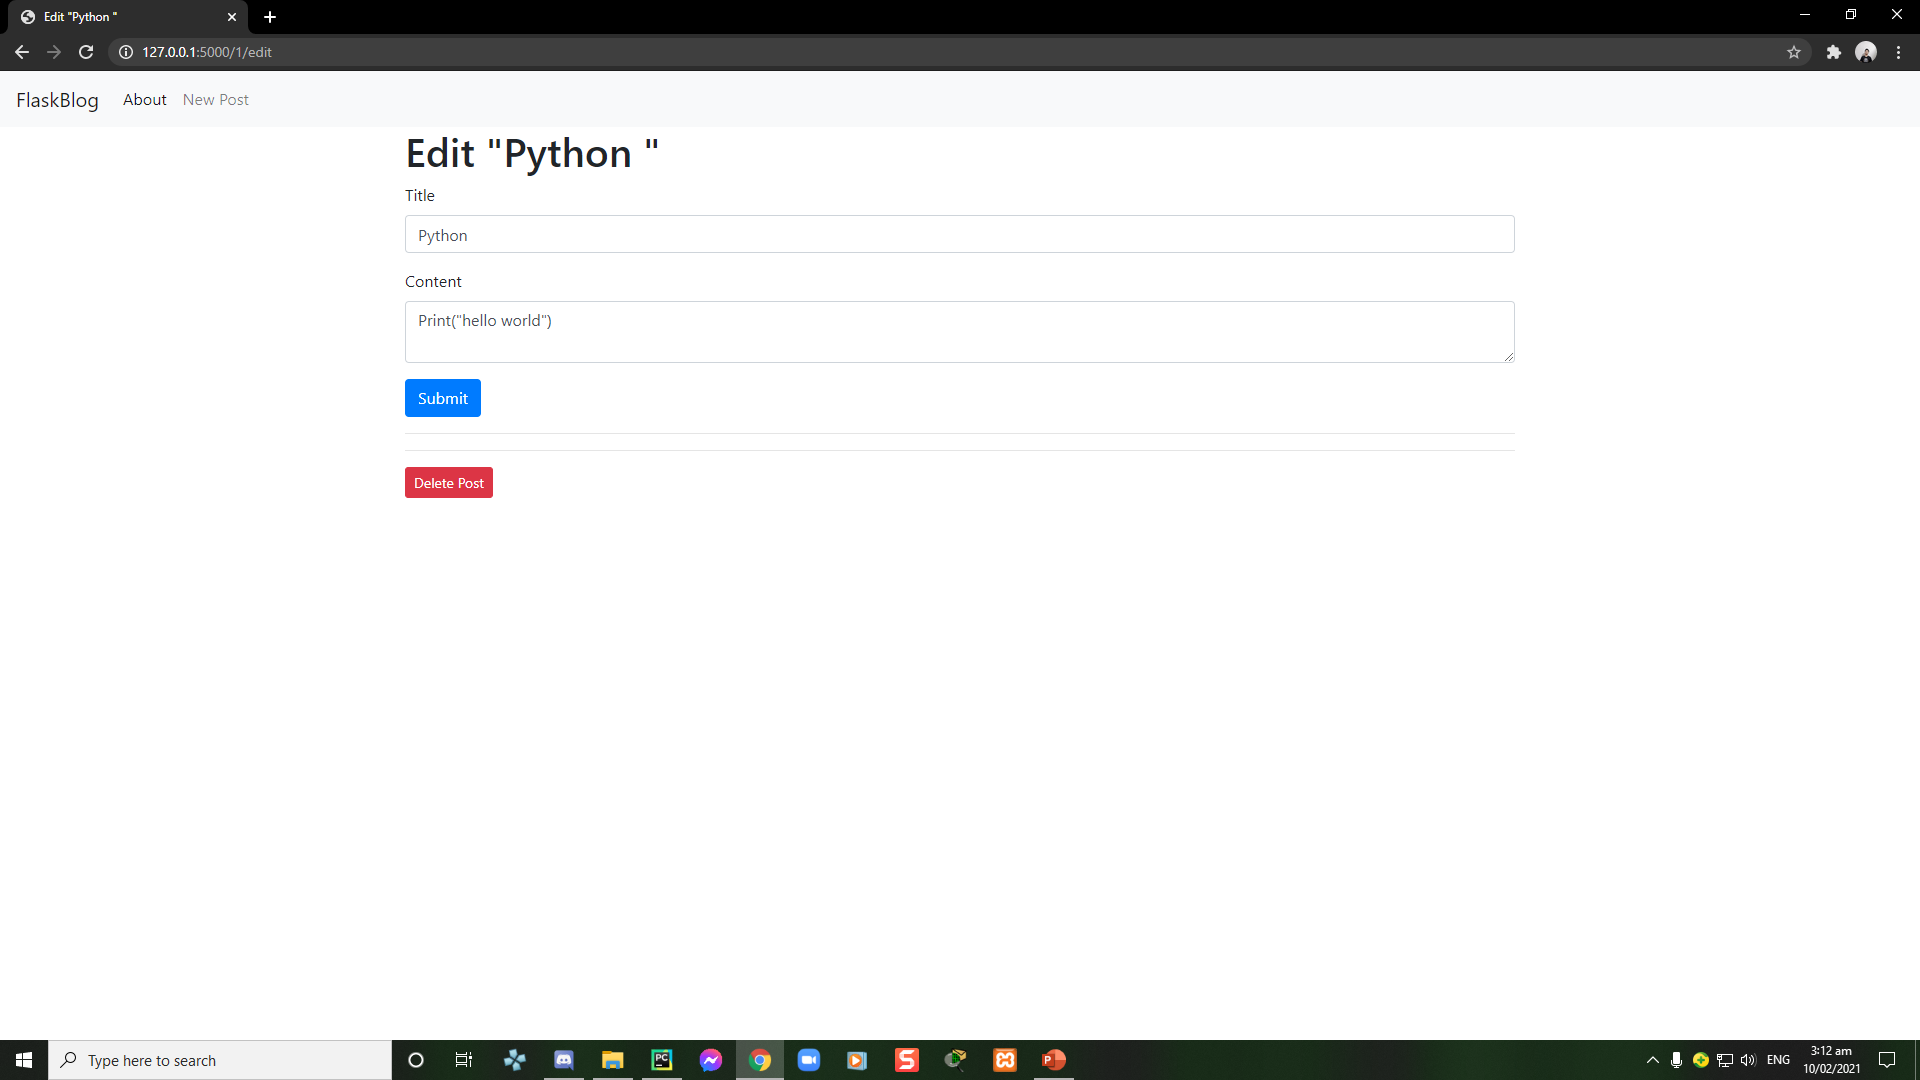 Edit "Python "
127.0.0.1:5000/1/edit
FlaskBlog About New Post
Edit "Python "
Title
Python
Content
Print("hello world")
Submit
Delete Post
Type here to search
PC
S
P
ENG
3:12 am
10/02/2021